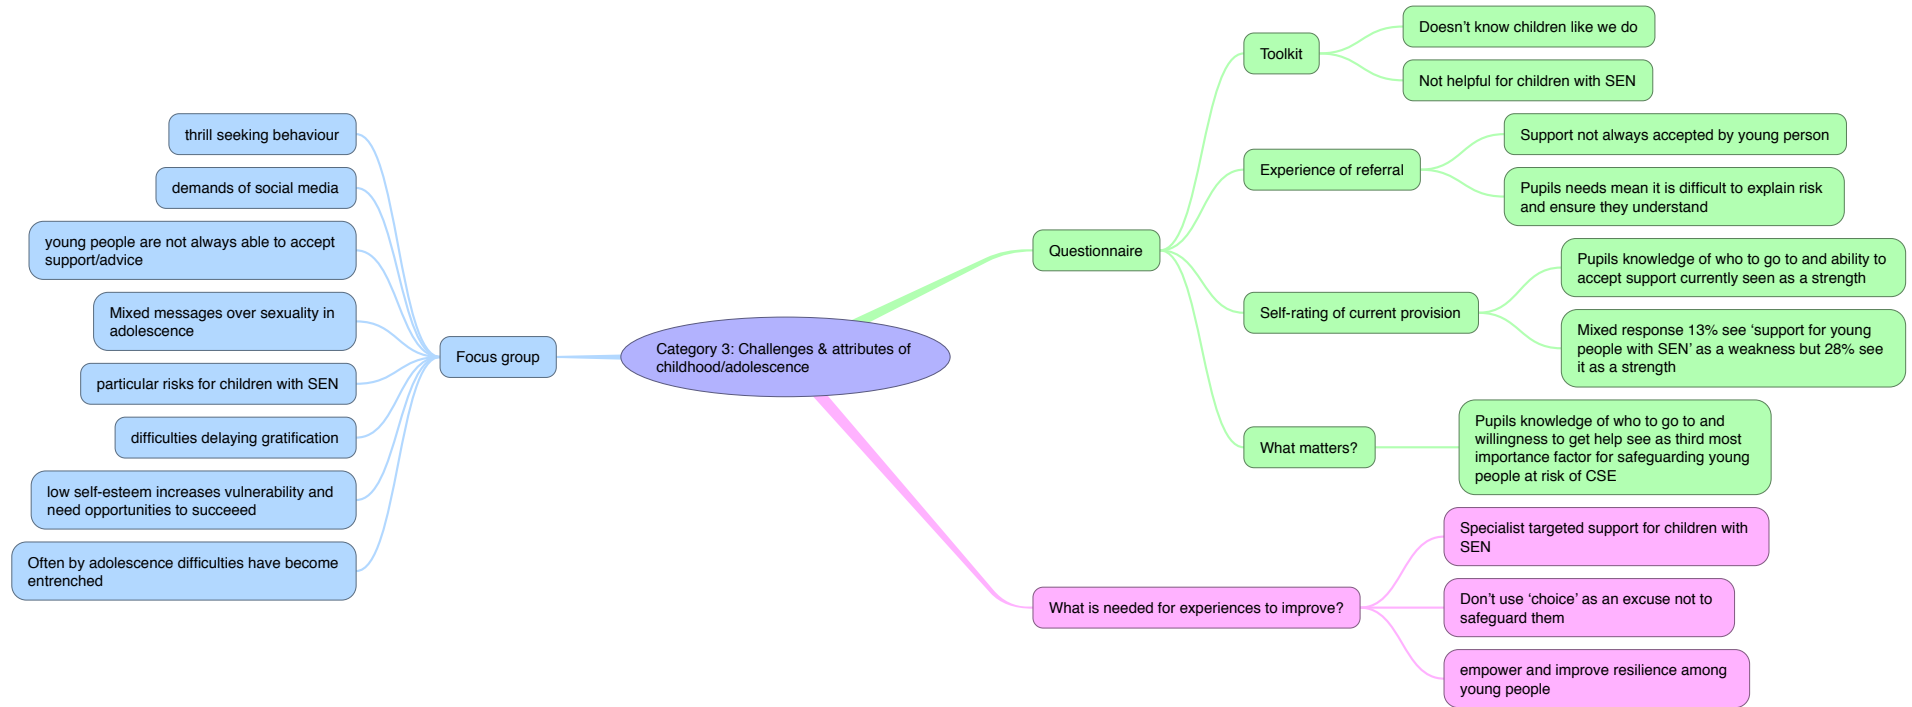 Category 3: Challenges & attributes of
childhood/adolescence
Focus group
thrill seeking behaviour
demands of social media
young people are not always able to accept
support/advice
Mixed messages over sexuality in
adolescence
particular risks for children with SEN
difficulties delaying gratification
low self-esteem increases vulnerability and
need opportunities to succeeed
Often by adolescence difficulties have become
entrenched
Questionnaire
Toolkit
Doesn't know children like we do
Not helpful for children with SEN
Experience of referral
Support not always accepted by young person
Pupils needs mean it is difficult to explain risk
and ensure they understand
Self-rating of current provision
Pupils knowledge of who to go to and ability to
accept support currently seen as a strength
Mixed response 13% see ‘support for young
people with SEN’ as a weakness but 28% see
it as a strength
What matters?
Pupils knowledge of who to go to and
willingness to get help see as third most
importance factor for safeguarding young
people at risk of CSE
What is needed for experiences to improve?
Specialist targeted support for children with
SEN
Don’t use ‘choice’ as an excuse not to
safeguard them
empower and improve resilience among
young people